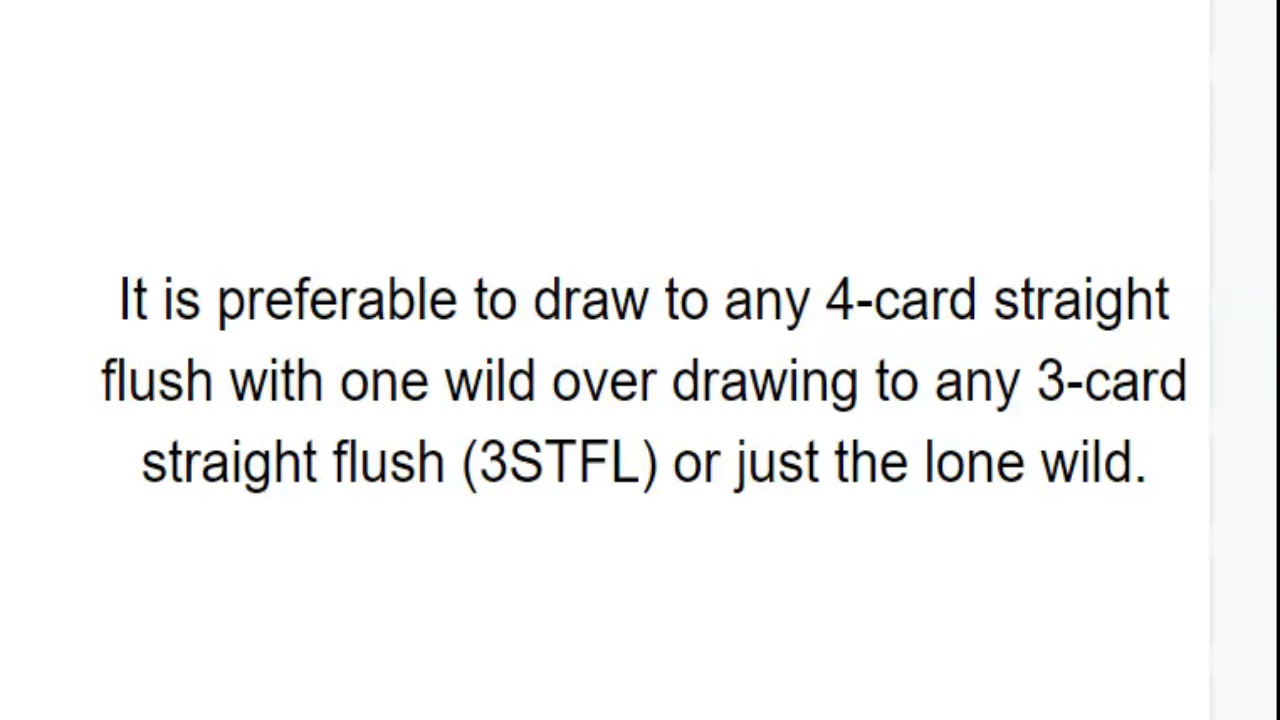 It is preferable to draw to any 4-card straight
flush with one wild over drawing to any 3-card
straight flush (3STFL) or just the lone wild.